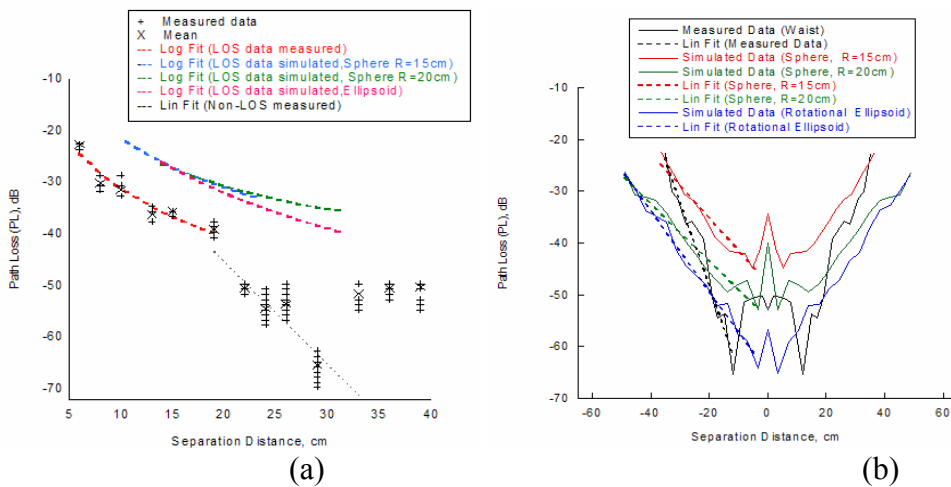 Measured data
Mean
Log Fit (LOS data measured)
Log Fit (LOS data simulated,Sphere R=15cm)
Log Fit (LOS data simulated, Sphere R=20cm)
Log Fit (LOS data simulated,Ellipsoid)
Lin Fit (Non-LOS measured)
-10
-20
-30
-40
-50
-60
-70
Path Loss (PL), dB
5 10 15 20 25 30 35 40
Separation Distance, cm
(a)
Measured Data (Waist)
Lin Fit (Measured Data)
Simulated Data (Sphere, R=15cm)
Simulated Data (Sphere, R=20cm)
Lin Fit (Sphere, R=15cm)
Lin Fit (Sphere, R=20cm)
Simulated Data (Rotational Ellipsoid)
Lin Fit (Rotational Ellipsoid)
-10
-20
-30
-40
-50
-60
-70
Path Loss (PL), dB
-60 -40 -20 0 20 40 60
Separation Distance, cm
(b)